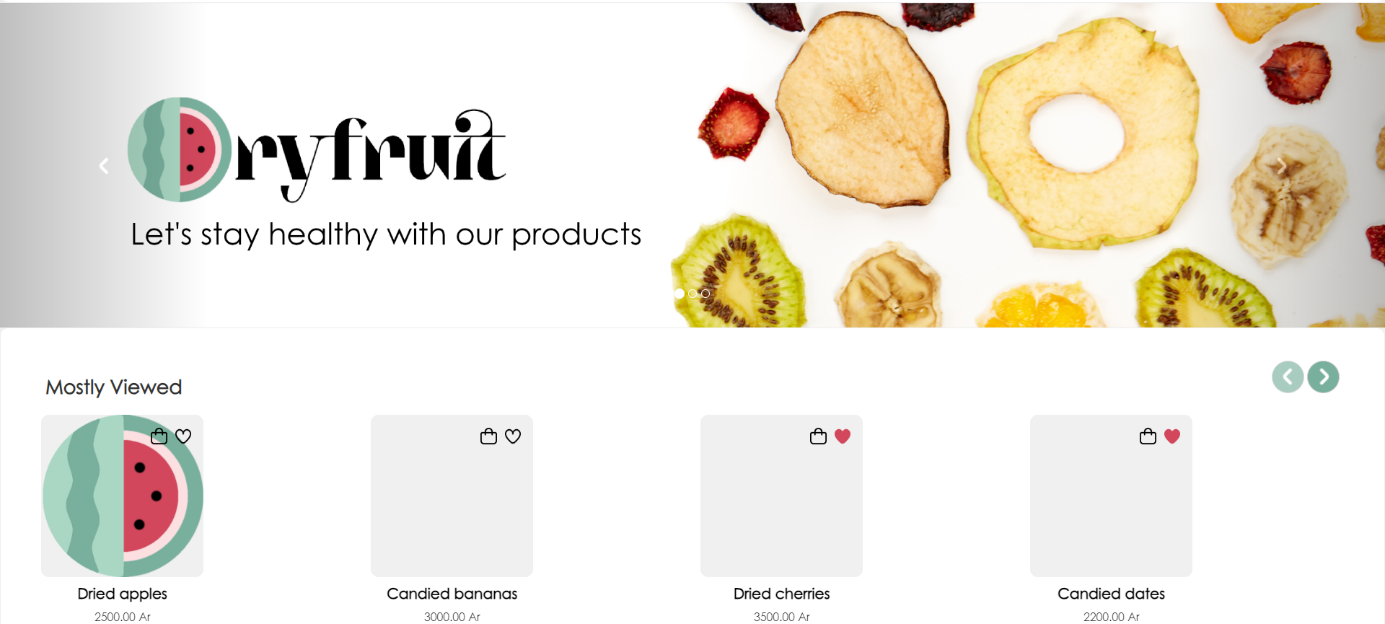 Dryfruit
Let's stay healthy with our products
Mostly Viewed
Dried apples
Candied bananas
Dried cherries
Candied dates
2500.00 Ar
3000.00 Ar
3500.00 Ar
2200.00 Ar